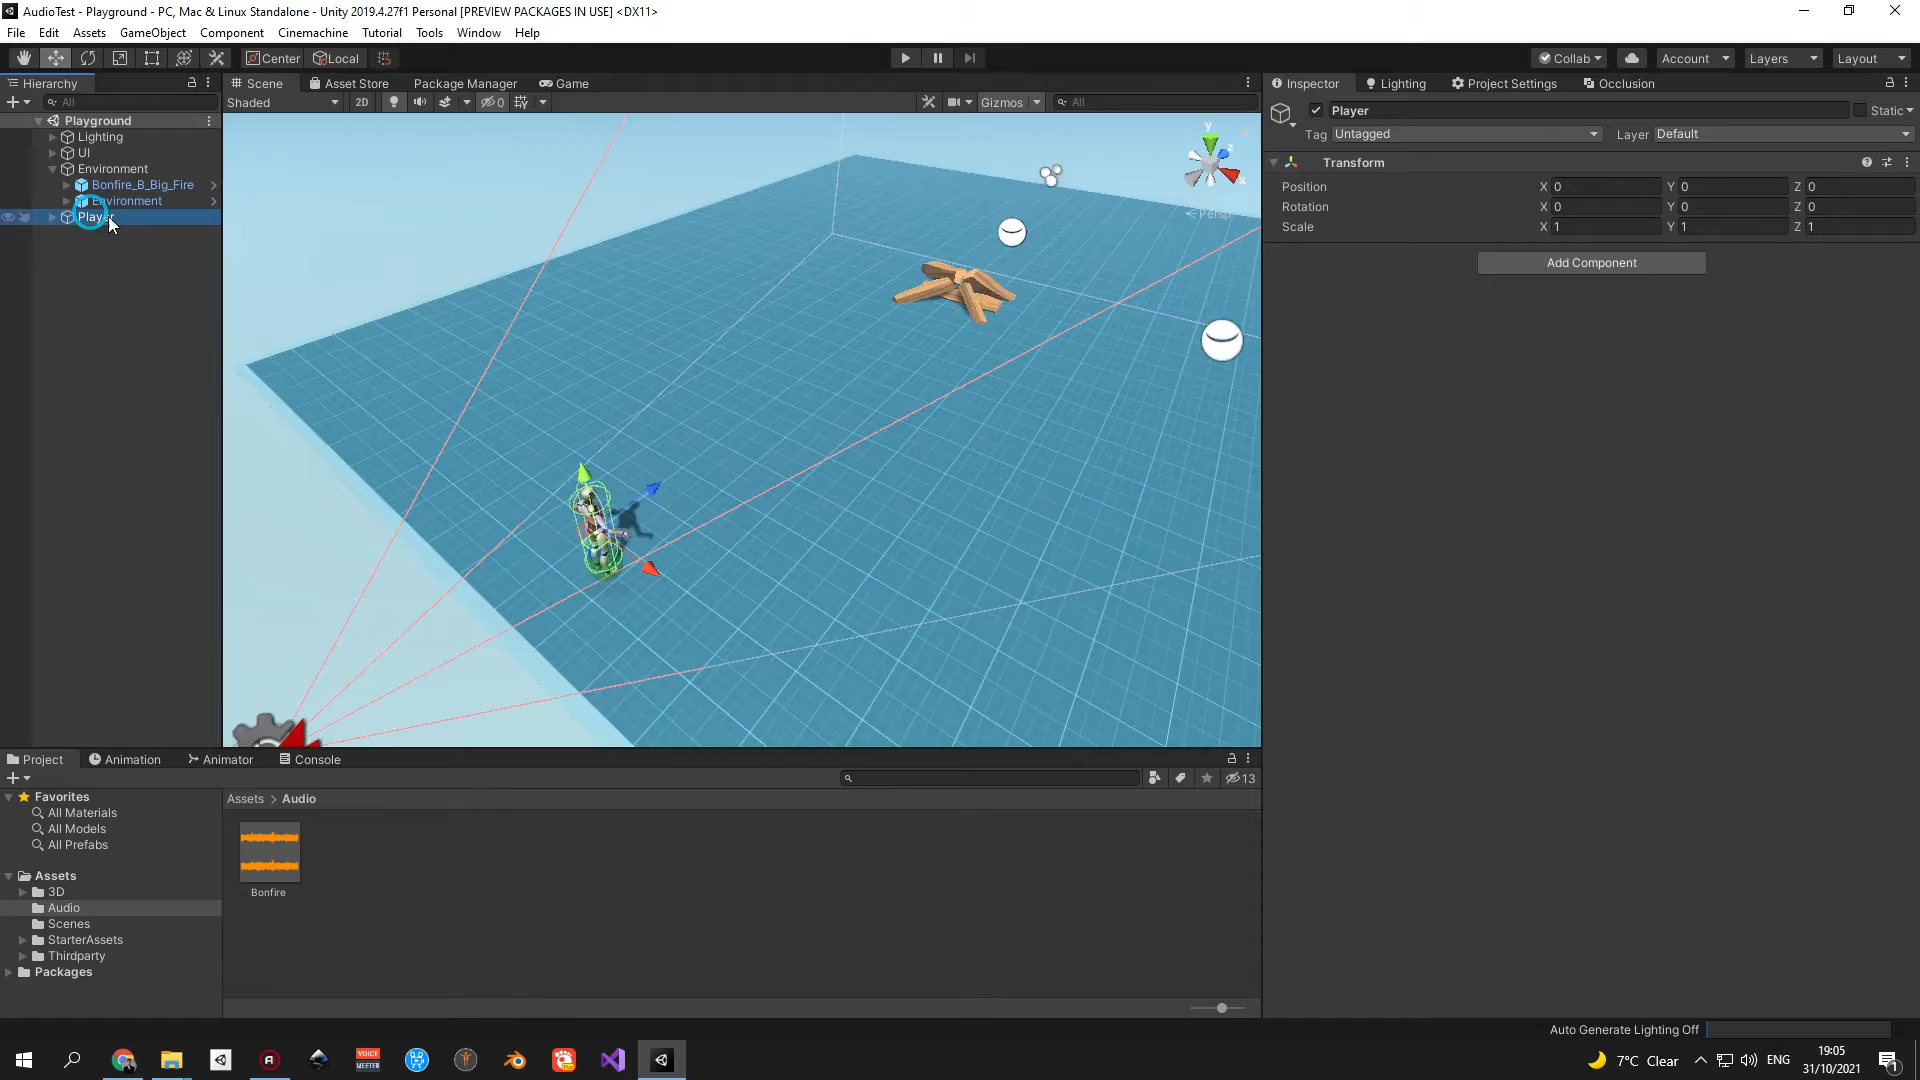 AudioTest - Playground - PC, Mac & Linux Standalone - Unity 2019.4.27f1 Personal [PREVIEW PACKAGES IN USE] <DX11>
File Edit Assets GameObject Component Cinemachine Tutorial Tools Window Help
Center Local Collab Account Layers Layout
Hierarchy Scene Asset Store Package Manager Game Inspector Lighting Project Settings Occlusion
All Shaded 2D 0 Gizmos All
Player Static
Tag Untagged Layer Default
Playground
Lighting
UI
Environment
Bonfire_B_Big_Fire
Environment
Player
y
z
x
Persp
Transform
Position X 0 Y 0 Z 0
Rotation X 0 Y 0 Z 0
Scale X 1 Y 1 Z 1
Add Component
Project Animation Animator Console
13
Favorites
All Materials
All Models
All Prefabs
Assets
3D
Audio
Scenes
StarterAssets
Thirdparty
Packages
Assets > Audio
Bonfire
Auto Generate Lighting Off
VOICE
MEETER
7°C Clear ENG
19:05
31/10/2021
1